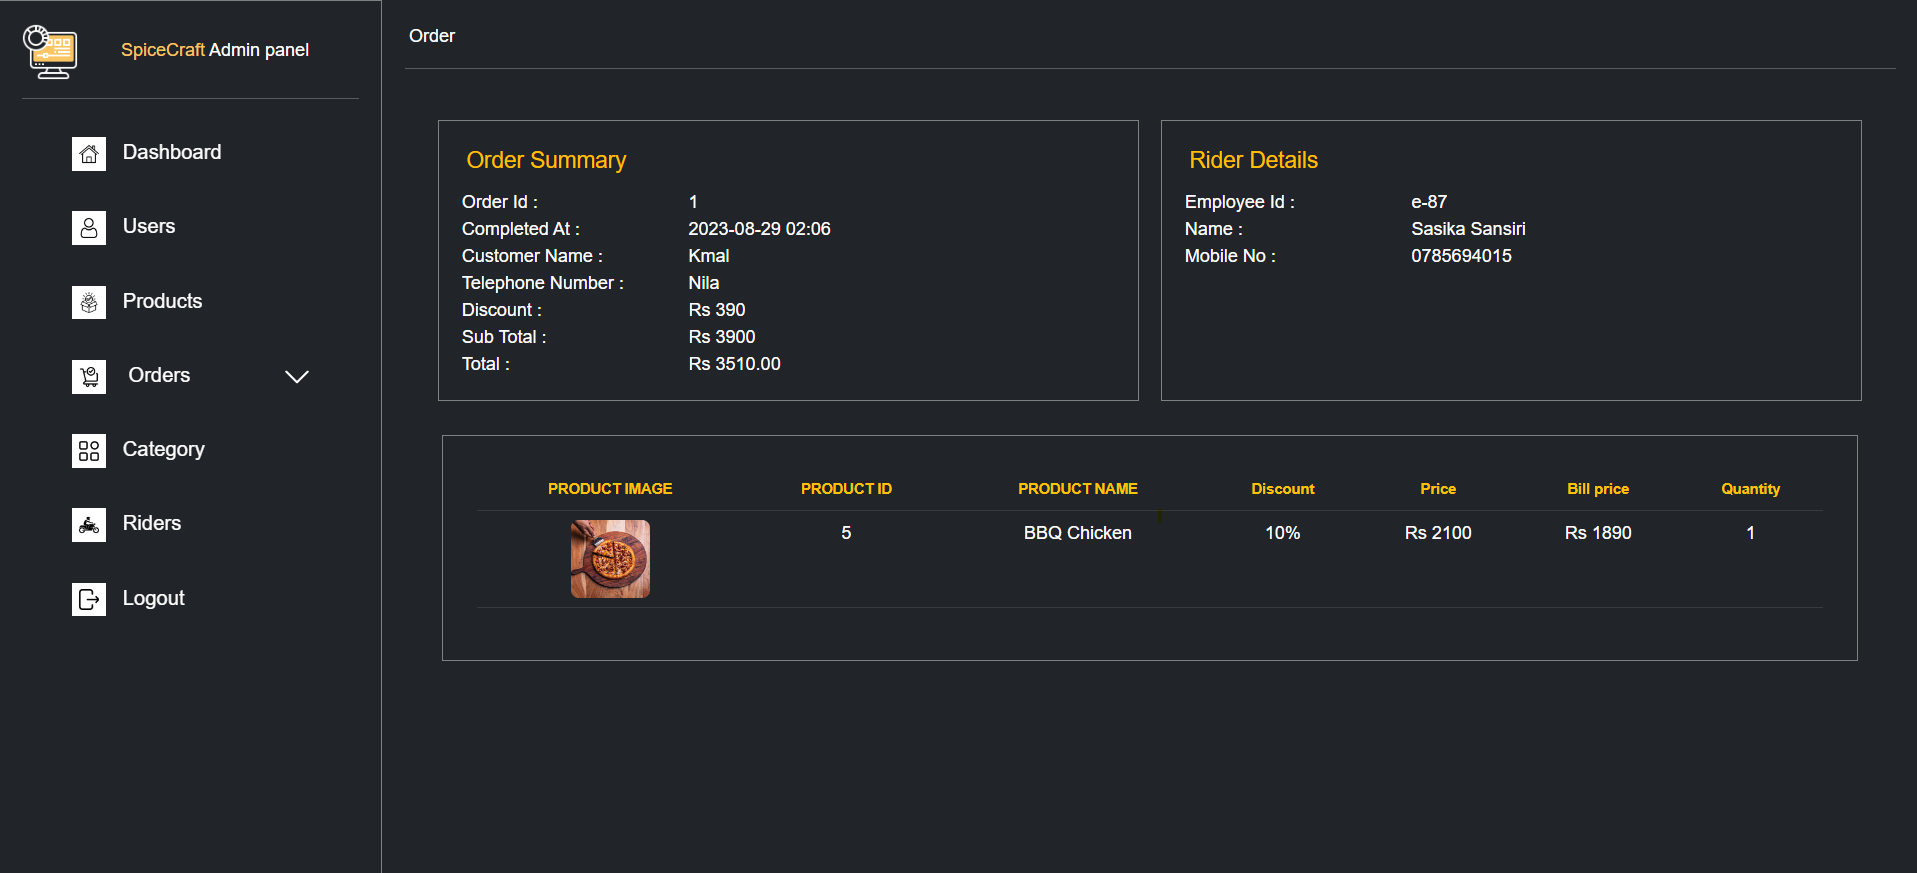 SpiceCraft Admin panel
Dashboard
Users
Products
Orders
Category
Riders
Logout
Order
Order Summary
Order Id : 1
Completed At : 2023-08-29 02:06
Customer Name : Kmal
Telephone Number : Nila
Discount : Rs 390
Sub Total : Rs 3900
Total : Rs 3510.00
Rider Details
Employee Id : e-87
Name : Sasika Sansiri
Mobile No : 0785694015
PRODUCT IMAGE PRODUCT ID PRODUCT NAME Discount Price Bill price Quantity
5 BBQ Chicken 10% Rs 2100 Rs 1890 1